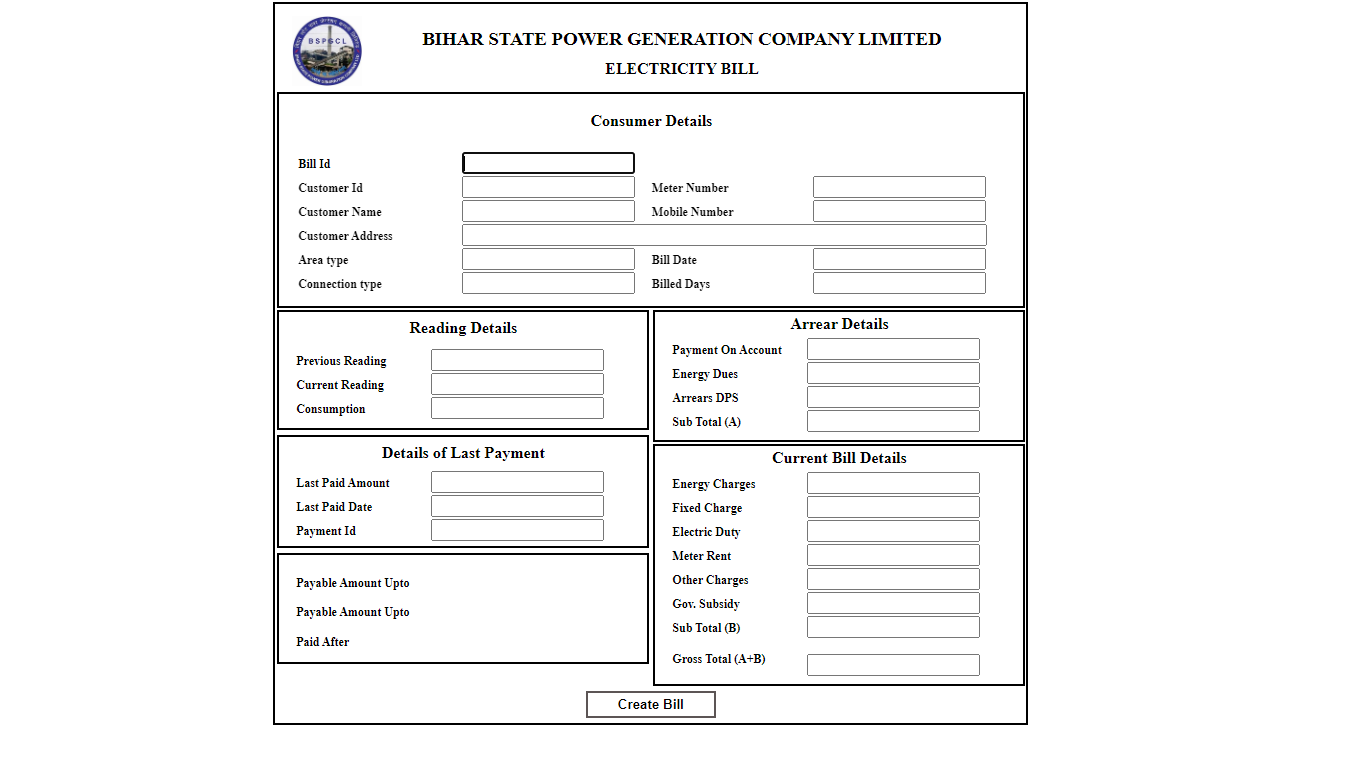 BSPGCL
BIHAR STATE POWER GENERATION COMPANY LIMITED
ELECTRICITY BILL
Consumer Details
Bill Id
Customer Id Meter Number
Customer Name Mobile Number
Customer Address
Area type Bill Date
Connection type Billed Days
Reading Details
Previous Reading
Current Reading
Consumption
Details of Last Payment
Last Paid Amount
Last Paid Date
Payment Id
Payable Amount Upto
Payable Amount Upto
Paid After
Arrear Details
Payment On Account
Energy Dues
Arrears DPS
Sub Total (A)
Current Bill Details
Energy Charges
Fixed Charge
Electric Duty
Meter Rent
Other Charges
Gov. Subsidy
Sub Total (B)
Gross Total (A+B)
Create Bill